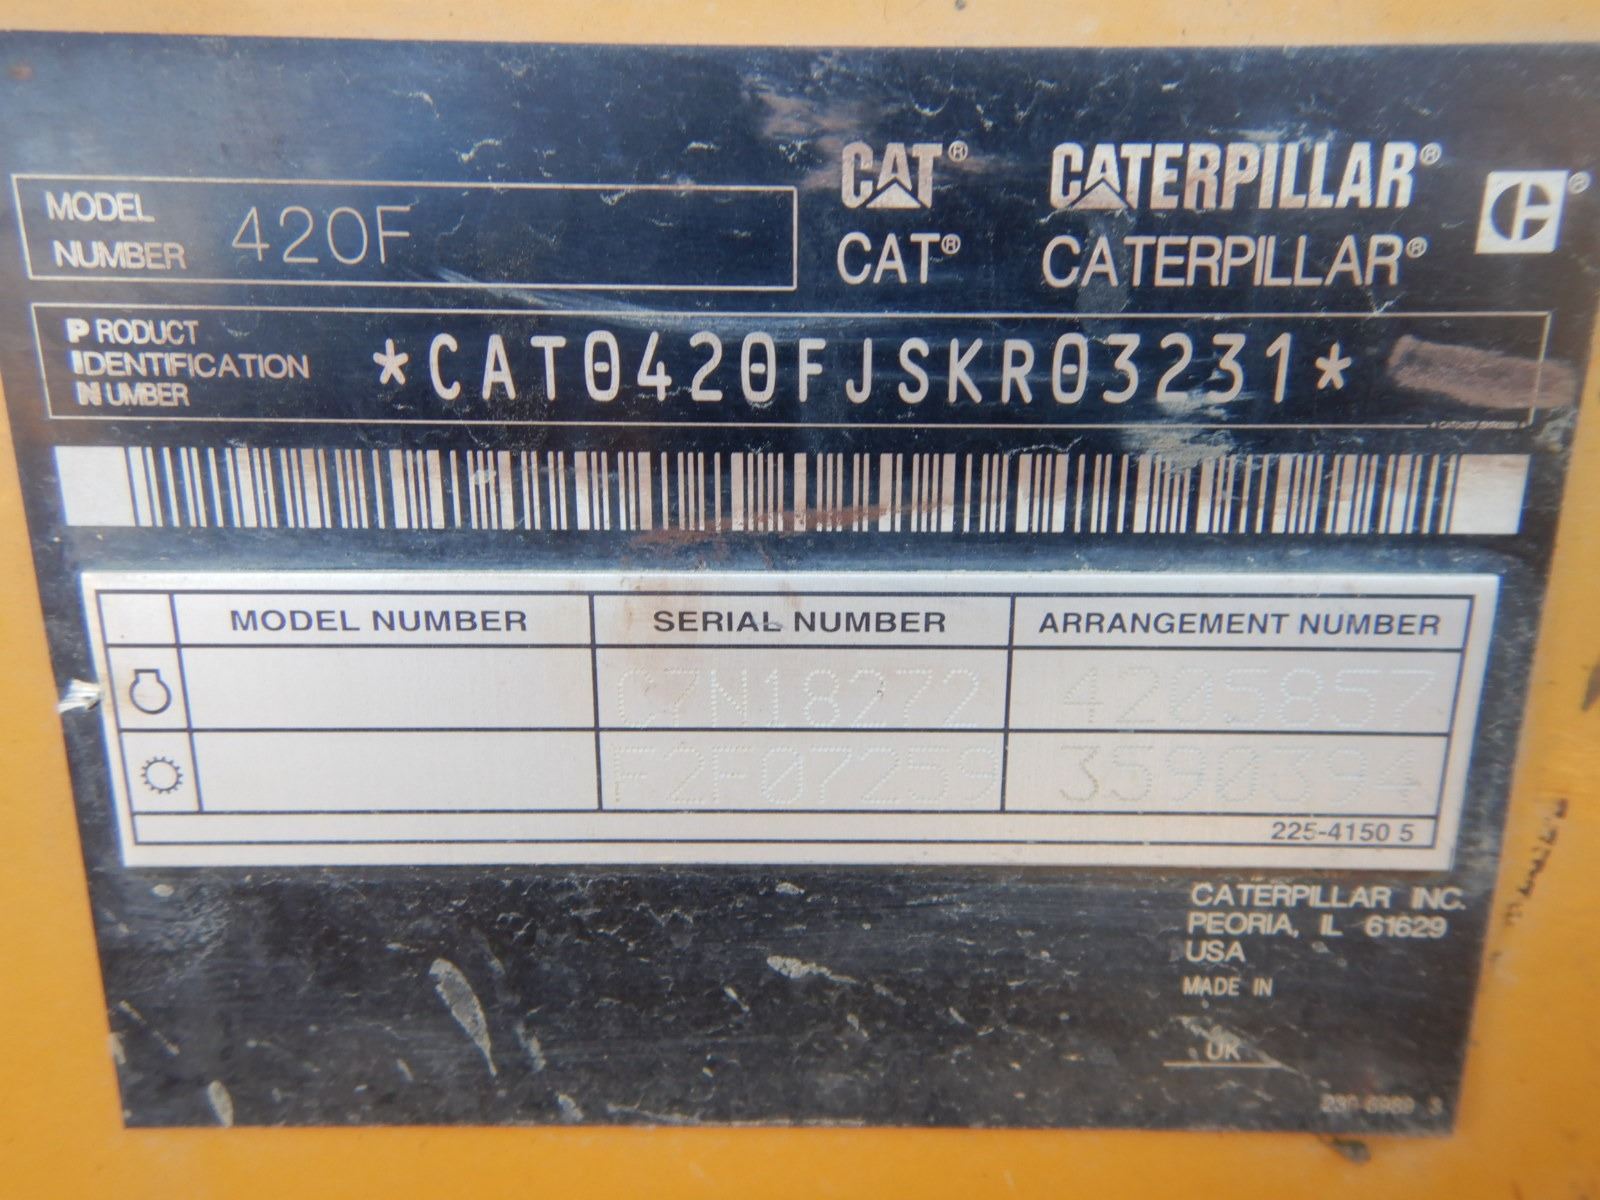 CAT® CATERPILLAR®
MODEL NUMBER 420F
CAT® CATERPILLAR®
PRODUCT IDENTIFICATION NUMBER *CAT0420FJSKR03231*
MODEL NUMBER SERIAL NUMBER ARRANGEMENT NUMBER
C7N18272 4205857
F2F07259 3590394
225-4150 5
CATERPILLAR INC.
PEORIA, IL 61629
USA
MADE IN
UK